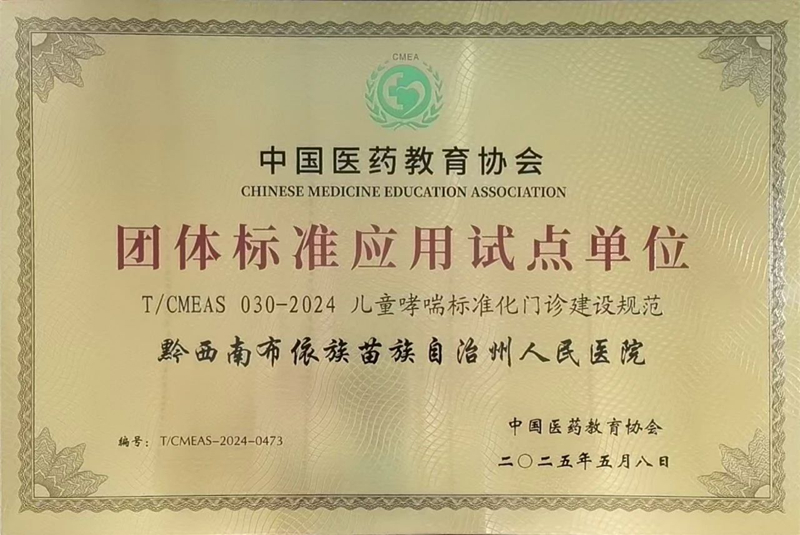 CMEA
中国医药教育协会
CHINESE MEDICINE EDUCATION ASSOCIATION
团体标准应用试点单位
T/CMEAS 030-2024 儿童哮喘标准化门诊建设规范
黔西南布依族苗族自治州人民医院
编号：T/CMEAS-2024-0473
中国医药教育协会
二〇二五年五月八日